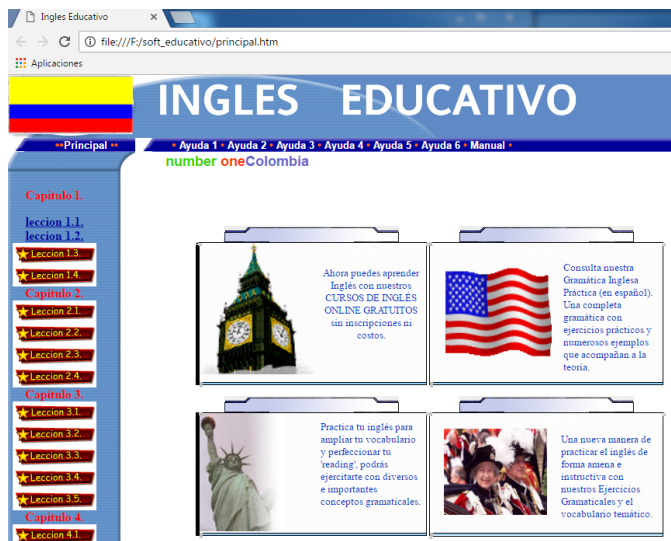 Ingles Educativo
file:///F:/soft_educativo/principal.htm
Aplicaciones
INGLES EDUCATIVO
••Principal ••
• Ayuda 1 • Ayuda 2 • Ayuda 3 • Ayuda 4 • Ayuda 5 • Ayuda 6 • Manual •
number oneColombia
Capitulo 1.
leccion 1.1.
leccion 1.2.
Leccion 1.3.
Leccion 1.4.
Capitulo 2.
Leccion 2.1.
Leccion 2.2.
Leccion 2.3.
Leccion 2.4.
Capitulo 3.
Leccion 3.1.
Leccion 3.2.
Leccion 3.3.
Leccion 3.4.
Leccion 3.5.
Capitulo 4.
Leccion 4.1.
Ahora puedes aprender
Inglés con nuestros
CURSOS DE INGLÉS
ONLINE GRATUITOS
sin inscripciones ni
costos.
Consulta nuestra
Gramática Inglesa
Práctica (en español).
Una completa
gramática con
ejercicios prácticos y
numerosos ejemplos
que acompañan a la
teoría.
Practica tu inglés para
ampliar tu vocabulario
y perfeccionar tu
'reading', podrás
ejercitarte con diversos
e importantes
conceptos gramaticales.
Una nueva manera de
practicar el inglés de
forma amena e
instructiva con
nuestros Ejercicios
Gramaticales y el
vocabulario temático.